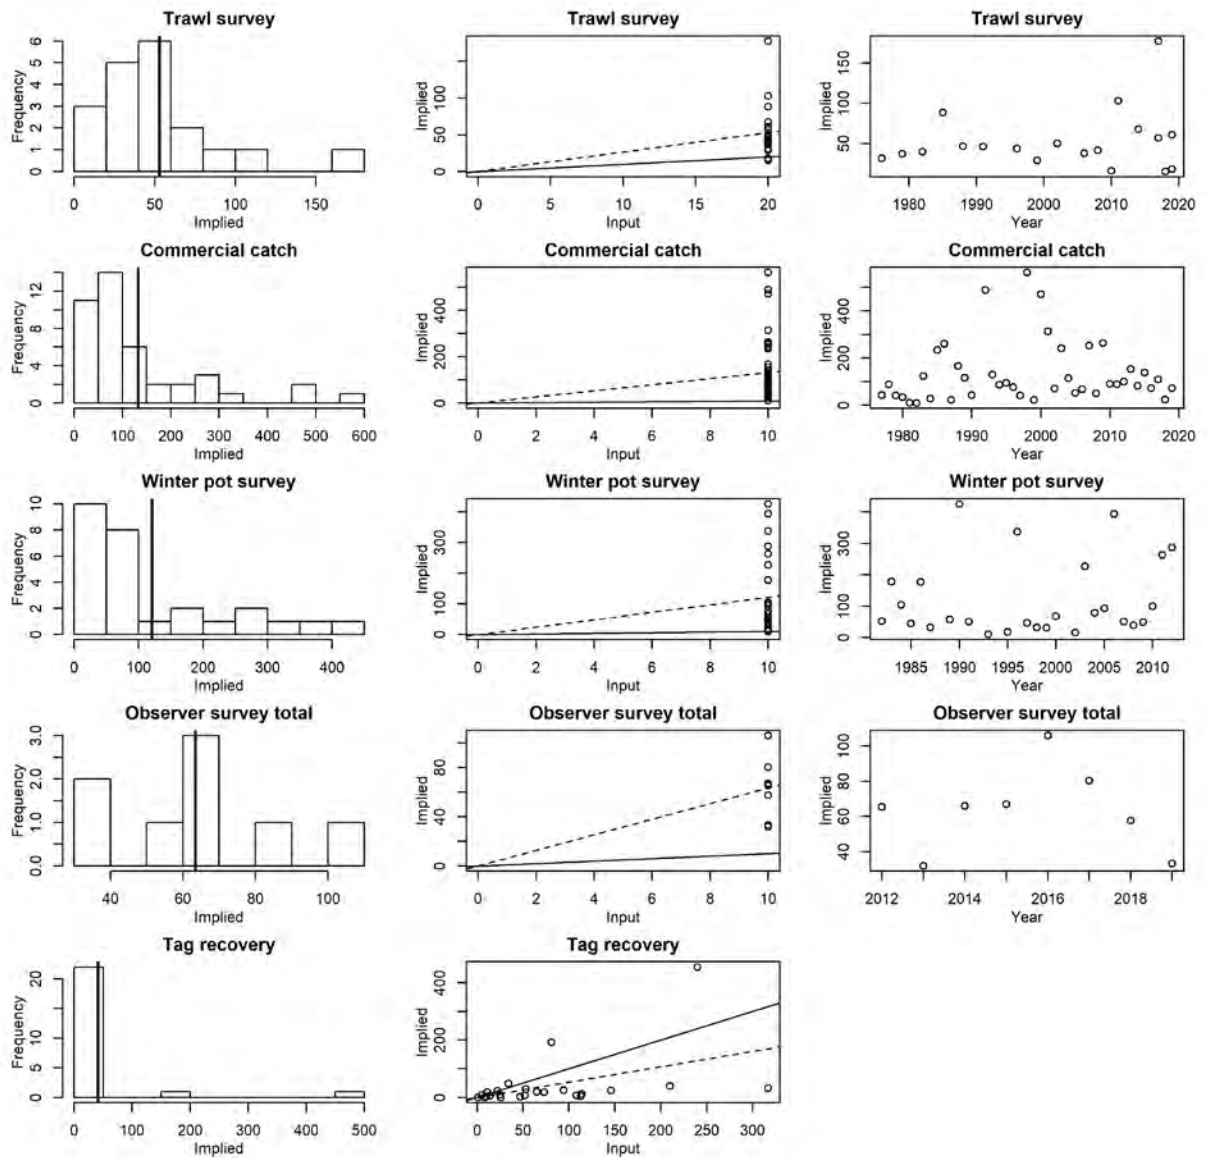 Trawl survey
Frequency
0 1 2 3 4 5 6
0 50 100 150
Implied
Trawl survey
Implied
0 50 100
0 5 10 15 20
Input
Trawl survey
Implied
50 100 150
1980 1990 2000 2010 2020
Year
Commercial catch
Frequency
0 4 8 12
0 100 200 300 400 500 600
Implied
Commercial catch
Implied
0 200 400
0 2 4 6 8 10
Input
Commercial catch
Implied
0 200 400
1980 1990 2000 2010 2020
Year
Winter pot survey
Frequency
0 2 4 6 8 10
0 100 200 300 400
Implied
Winter pot survey
Implied
0 100 300
0 2 4 6 8 10
Input
Winter pot survey
Implied
0 100 300
1985 1990 1995 2000 2005 2010
Year
Observer survey total
Frequency
0.0 1.0 2.0 3.0
40 60 80 100
Implied
Observer survey total
Implied
0 40 80
0 2 4 6 8 10
Input
Observer survey total
Implied
40 60 80 100
2012 2014 2016 2018
Year
Tag recovery
Frequency
0 5 10 20
0 100 200 300 400 500
Implied
Tag recovery
Implied
0 200 400
0 50 100 150 200 250 300
Input